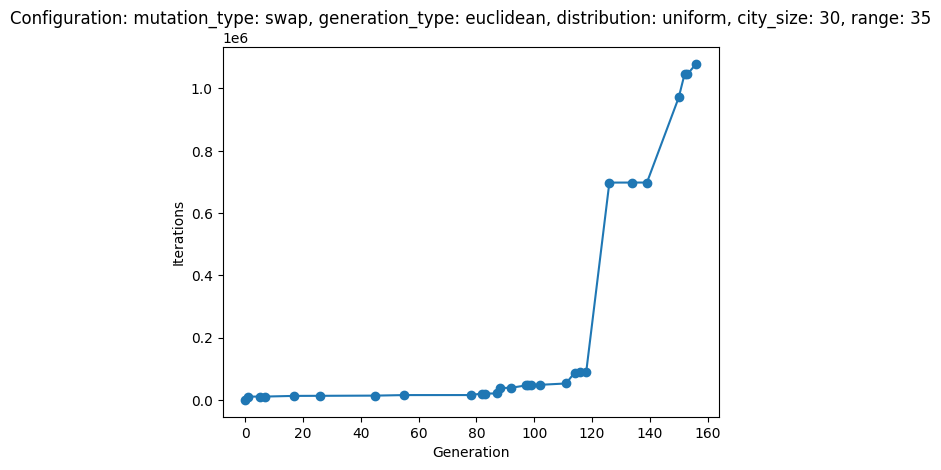 Configuration: mutation_type: swap, generation_type: euclidean, distribution: uniform, city_size: 30, range: 35
1e6
1.0
0.8
0.6
0.4
0.2
0.0
Iterations
0 20 40 60 80 100 120 140 160
Generation